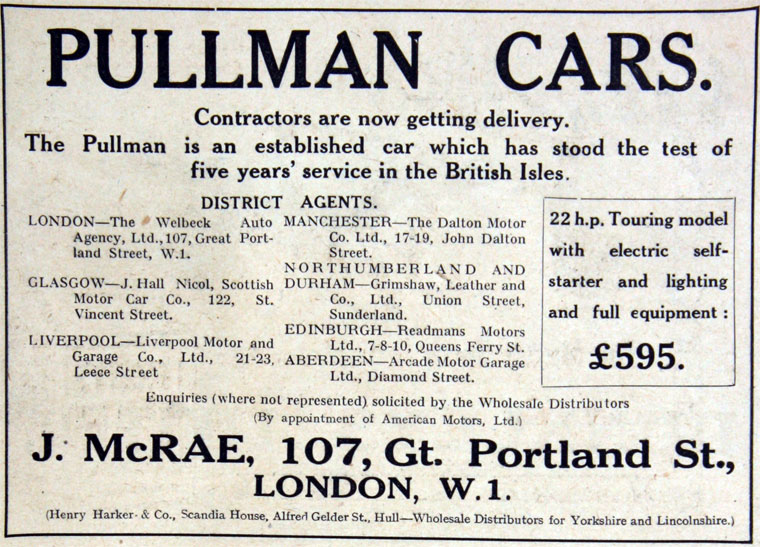 PULLMAN CARS.
Contractors are now getting delivery.
The Pullman is an established car which has stood the test of
five years' service in the British Isles.
DISTRICT AGENTS.
LONDON—The Welbeck Auto
Agency, Ltd., 107, Great Port-
land Street, W.1.
GLASGOW—J. Hall Nicol, Scottish
Motor Car Co., 122, St.
Vincent Street.
LIVERPOOL—Liverpool Motor and
Garage Co., Ltd., 21-23,
Leece Street
MANCHESTER—The Dalton Motor
Co. Ltd., 17-19, John Dalton
Street.
NORTHUMBERLAND AND
DURHAM—Grimshaw, Leather and
Co., Ltd., Union Street,
Sunderland.
EDINBURGH—Readmans Motors
Ltd., 7-8-10, Queens Ferry St.
ABERDEEN—Arcade Motor Garage
Ltd., Diamond Street.
22 h.p. Touring model
with electric self-
starter and lighting
and full equipment :
£595.
Enquiries (where not represented) solicited by the Wholesale Distributors
(By appointment of American Motors, Ltd.)
J. McRAE, 107, Gt. Portland St.,
LONDON, W.1.
(Henry Harker & Co., Scandia House, Alfred Gelder St., Hull—Wholesale Distributors for Yorkshire and Lincolnshire.)